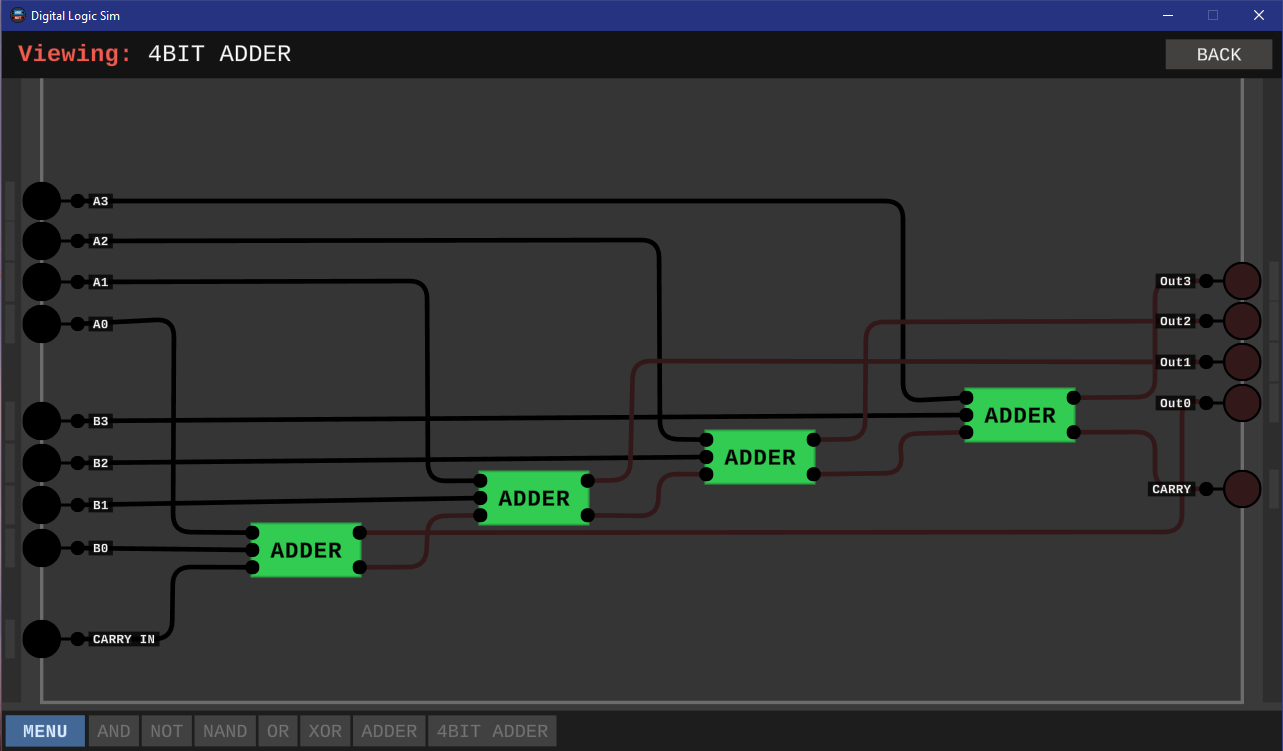 Digital Logic Sim
Viewing: 4BIT ADDER
BACK
A3
A2
A1
A0
B3
B2
B1
B0
CARRY IN
ADDER
ADDER
ADDER
ADDER
Out3
Out2
Out1
Out0
CARRY
MENU AND NOT NAND OR XOR ADDER 4BIT ADDER